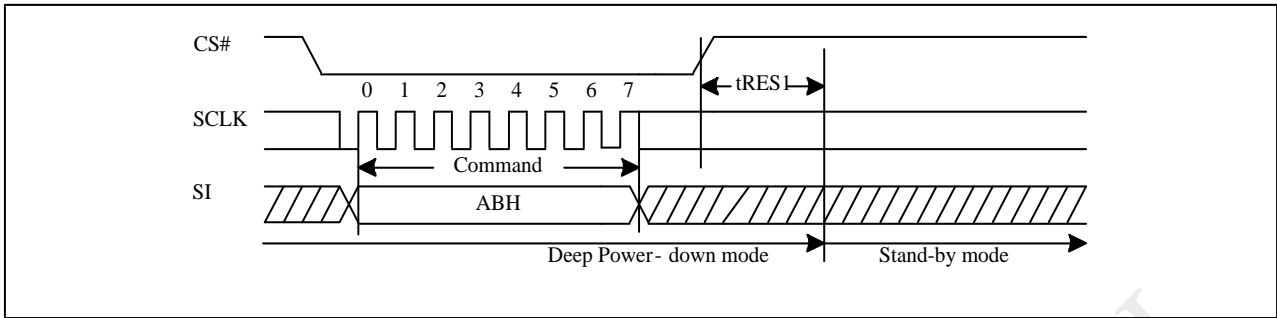 CS#
tRES1
0 1 2 3 4 5 6 7
SCLK
Command
SI
ABH
Deep Power- down mode
Stand-by mode